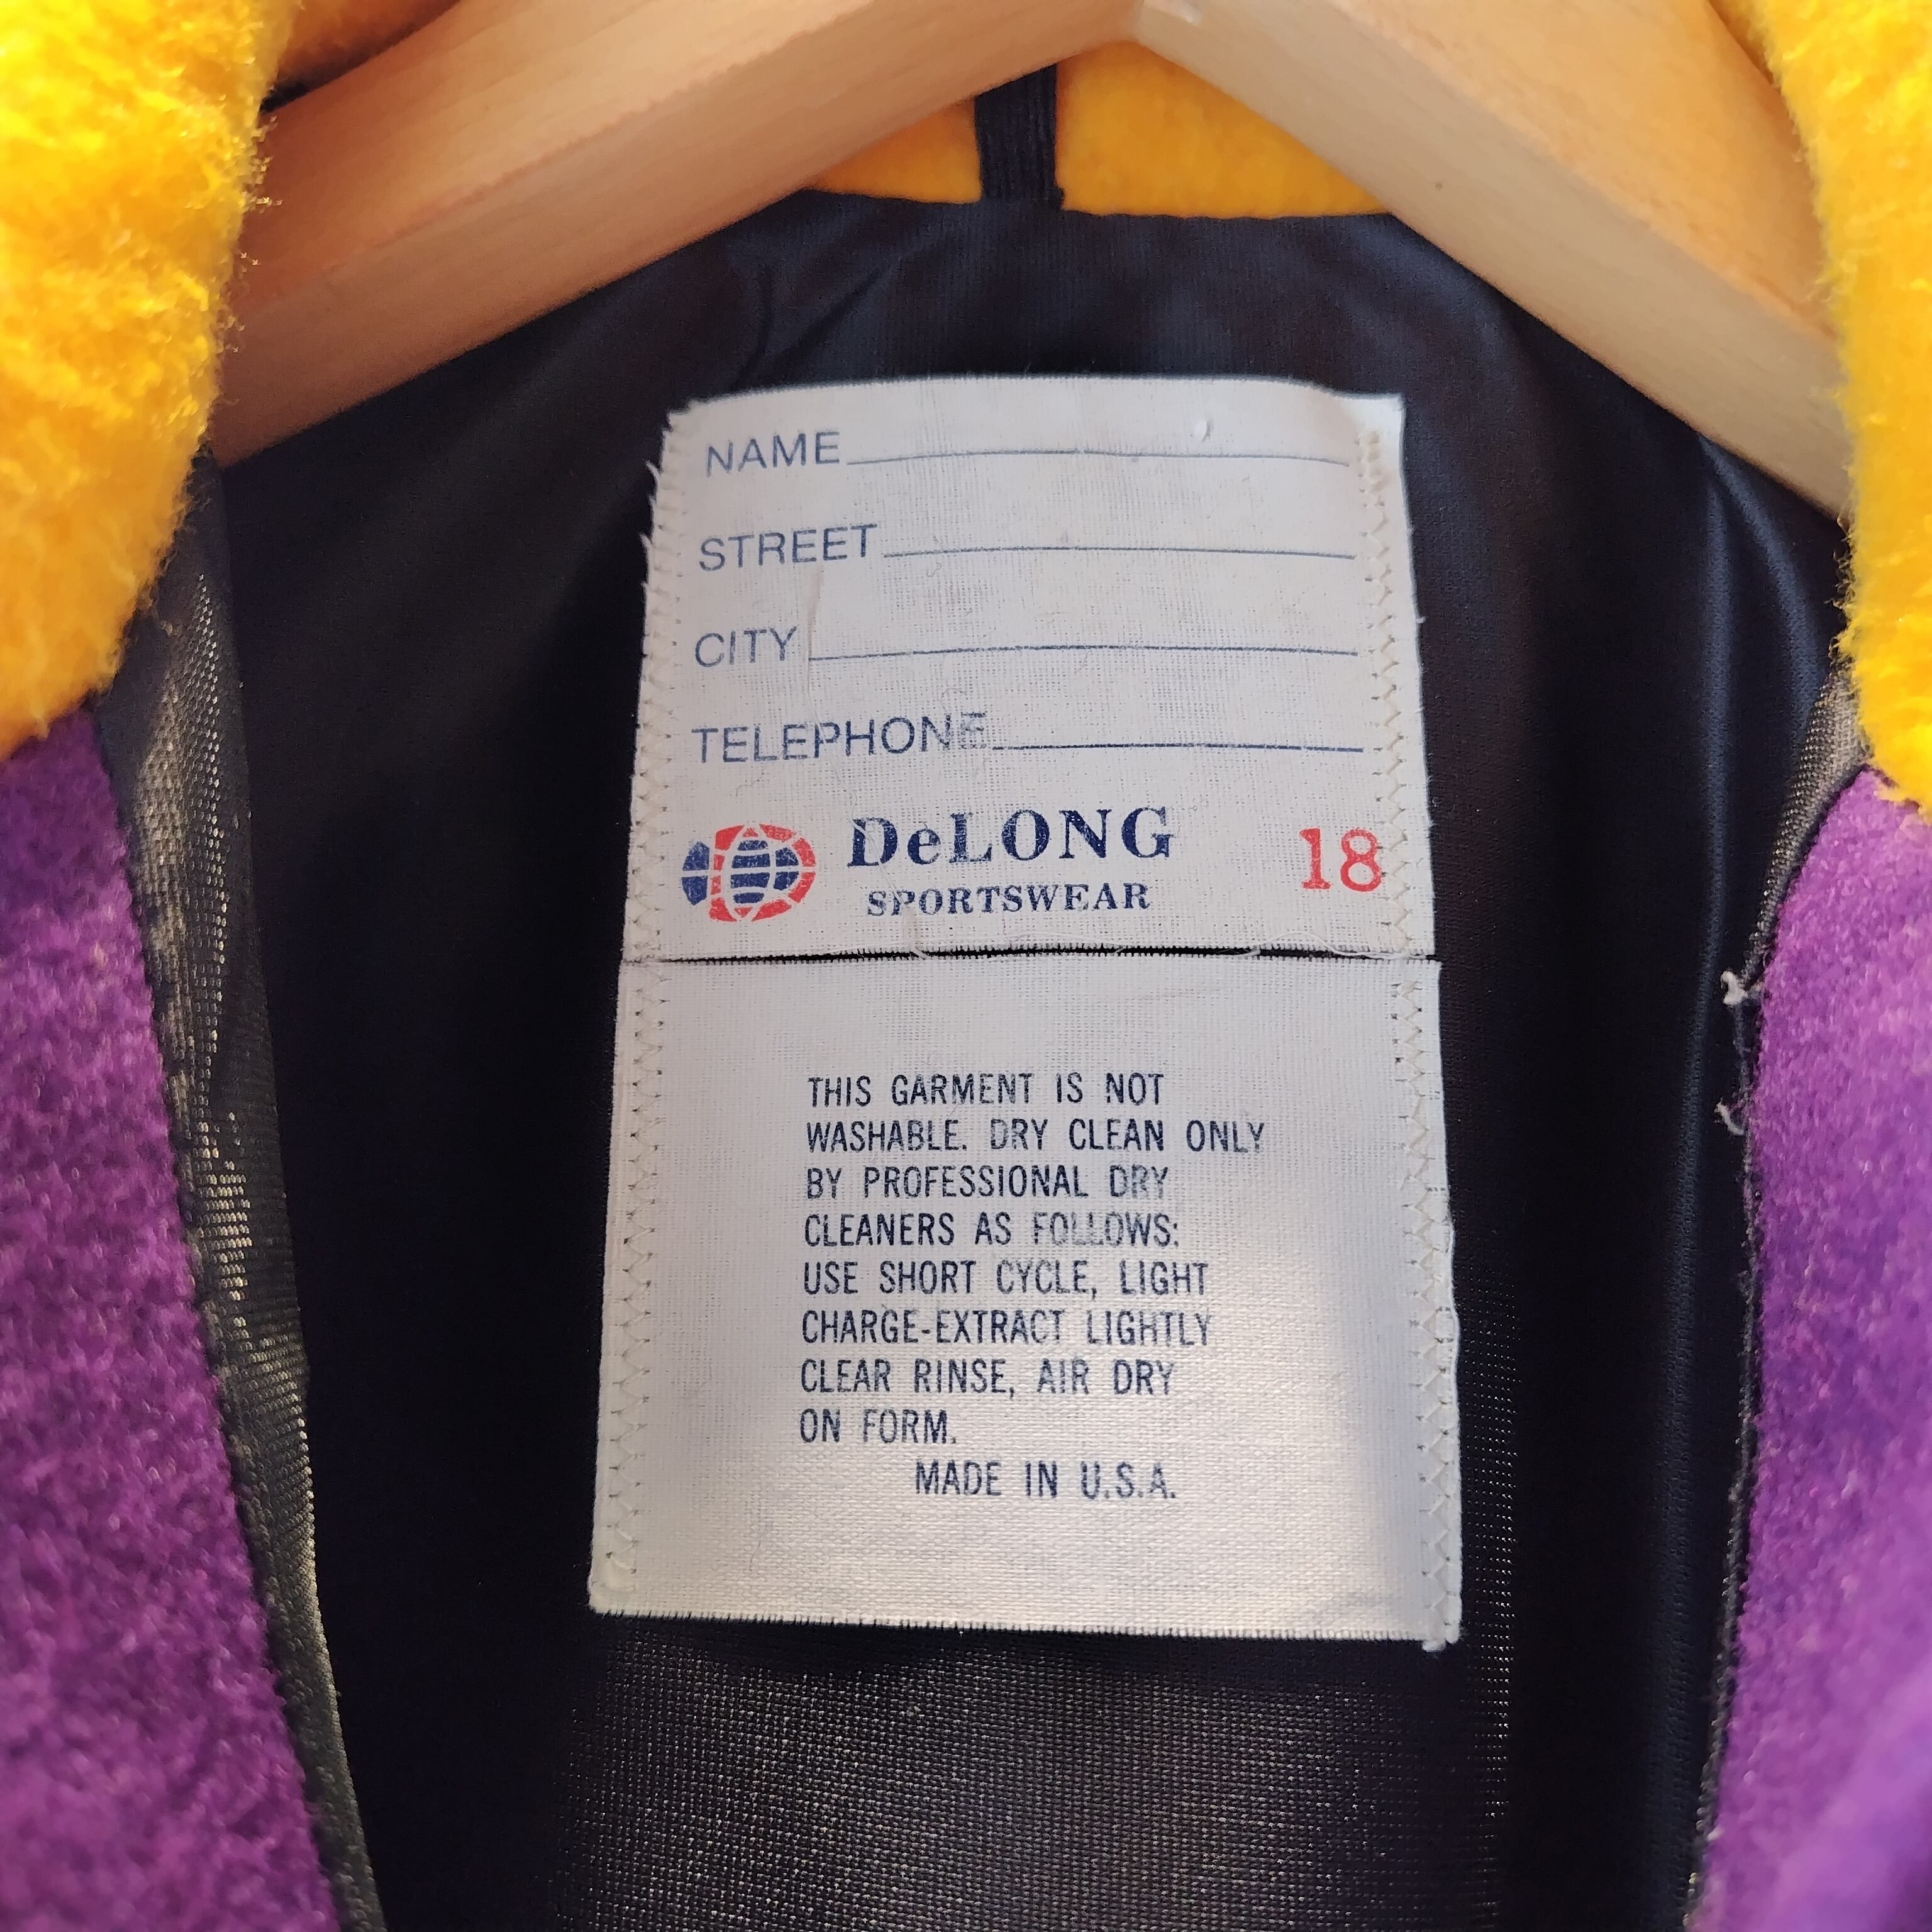 NAME
STREET
CITY
TELEPHONE
DeLONG 18
SPORTSWEAR
THIS GARMENT IS NOT
WASHABLE. DRY CLEAN ONLY
BY PROFESSIONAL DRY
CLEANERS AS FOLLOWS:
USE SHORT CYCLE, LIGHT
CHARGE-EXTRACT LIGHTLY
CLEAR RINSE, AIR DRY
ON FORM.
MADE IN U.S.A.